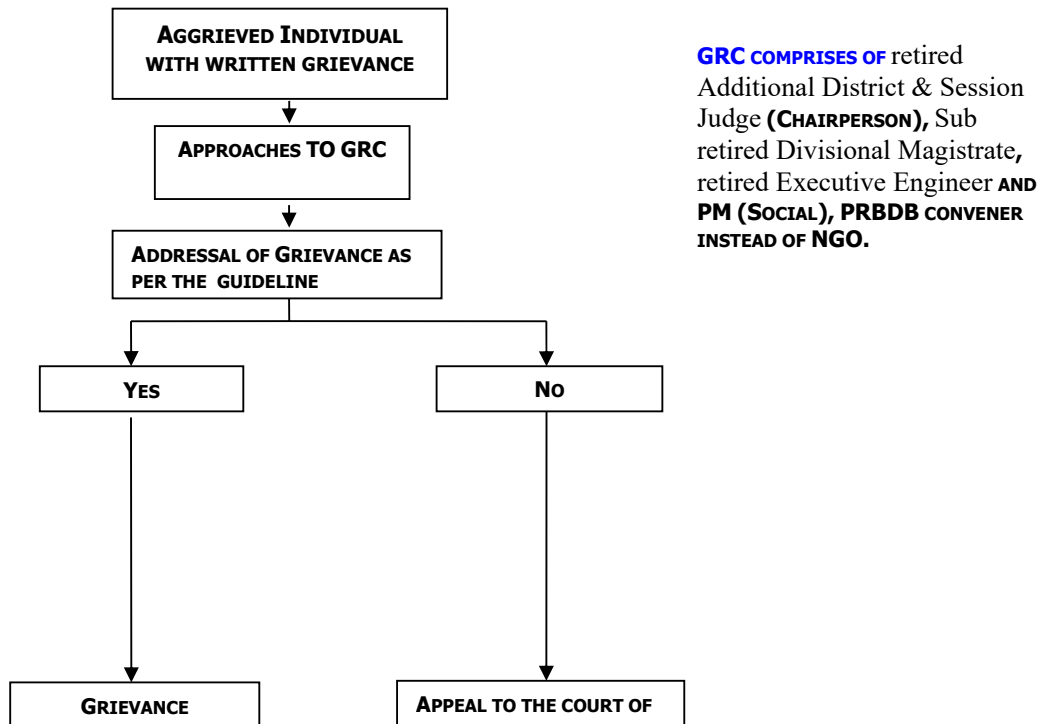 AGGRIEVED INDIVIDUAL
WITH WRITTEN GRIEVANCE
APPROACHES TO GRC
ADDRESSAL OF GRIEVANCE AS
PER THE GUIDELINE
YES
NO
GRIEVANCE
APPEAL TO THE COURT OF
GRC COMPRISES OF retired
Additional District & Session
Judge (CHAIRPERSON), Sub
retired Divisional Magistrate,
retired Executive Engineer AND
PM (SOCIAL), PRBDB CONVENER
INSTEAD OF NGO.